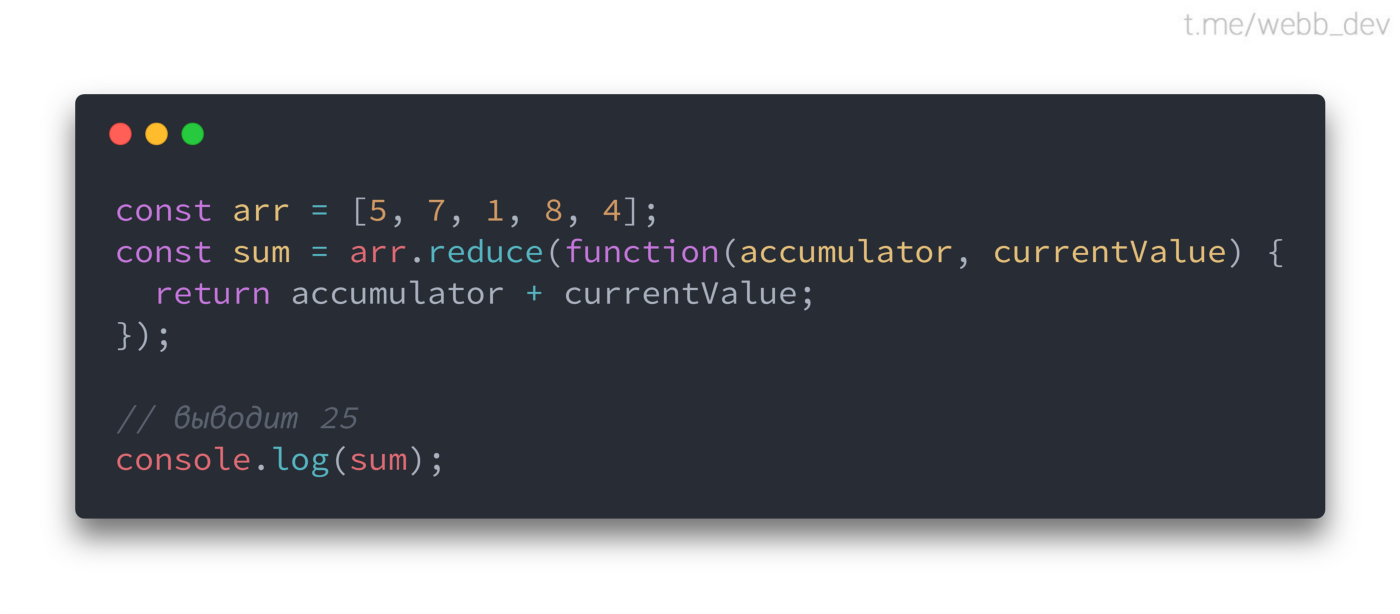 t.me/webb_dev
const arr = [5, 7, 1, 8, 4];
const sum = arr.reduce(function(accumulator, currentValue) {
  return accumulator + currentValue;
});
// выводит 25
console.log(sum);